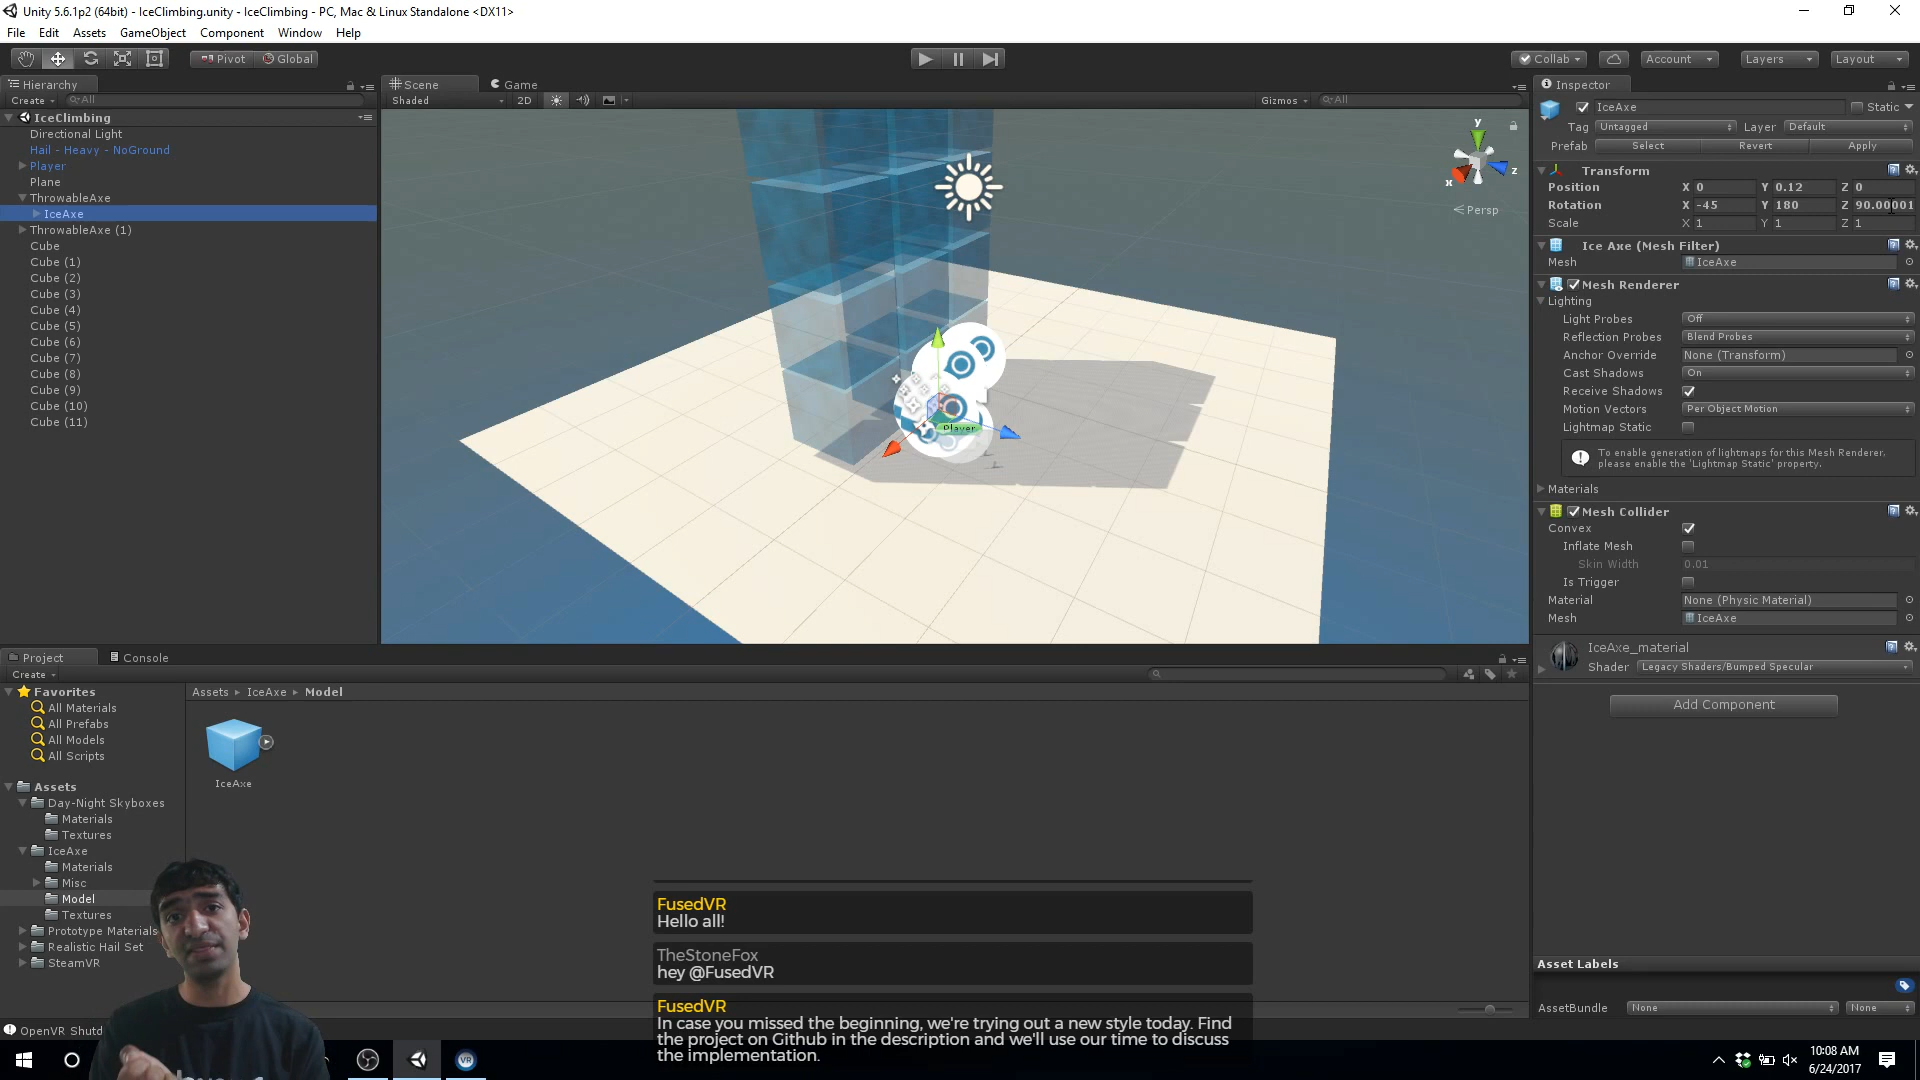 Unity 5.6.1p2 (64bit) - IceClimbing.unity - IceClimbing - PC, Mac & Linux Standalone <DX11>
File Edit Assets GameObject Component Window Help
Pivot Global Collab Account Layers Layout
Hierarchy
Create All
IceClimbing
Directional Light
Hail - Heavy - NoGround
Player
Plane
ThrowableAxe
IceAxe
ThrowableAxe (1)
Cube
Cube (1)
Cube (2)
Cube (3)
Cube (4)
Cube (5)
Cube (6)
Cube (7)
Cube (8)
Cube (9)
Cube (10)
Cube (11)
Scene Game
Shaded 2D Gizmos All
y
x
z
Persp
Player
Inspector
IceAxe Static
Tag Untagged Layer Default
Prefab Select Revert Apply
Transform
Position X 0 Y 0.12 Z 0
Rotation X -45 Y 180 Z 90.00001
Scale X 1 Y 1 Z 1
Ice Axe (Mesh Filter)
Mesh IceAxe
Mesh Renderer
Lighting
Light Probes Off
Reflection Probes Blend Probes
Anchor Override None (Transform)
Cast Shadows On
Receive Shadows
Motion Vectors Per Object Motion
Lightmap Static
To enable generation of lightmaps for this Mesh Renderer,
please enable the 'Lightmap Static' property.
Materials
Mesh Collider
Convex
Inflate Mesh
Skin Width 0.01
Is Trigger
Material None (Physic Material)
Mesh IceAxe
IceAxe_material
Shader Legacy Shaders/Bumped Specular
Add Component
Asset Labels
AssetBundle None None
Project Console
Create
Favorites
All Materials
All Prefabs
All Models
All Scripts
Assets
Day-Night Skyboxes
Materials
Textures
IceAxe
Materials
Misc
Model
Textures
Prototype Materials
Realistic Hail Set
SteamVR
Assets IceAxe Model
IceAxe
FusedVR
Hello all!
TheStoneFox
hey @FusedVR
FusedVR
In case you missed the beginning, we're trying out a new style today. Find
the project on Github in the description and we'll use our time to discuss
the implementation.
OpenVR Shutd
VR
10:08 AM
6/24/2017